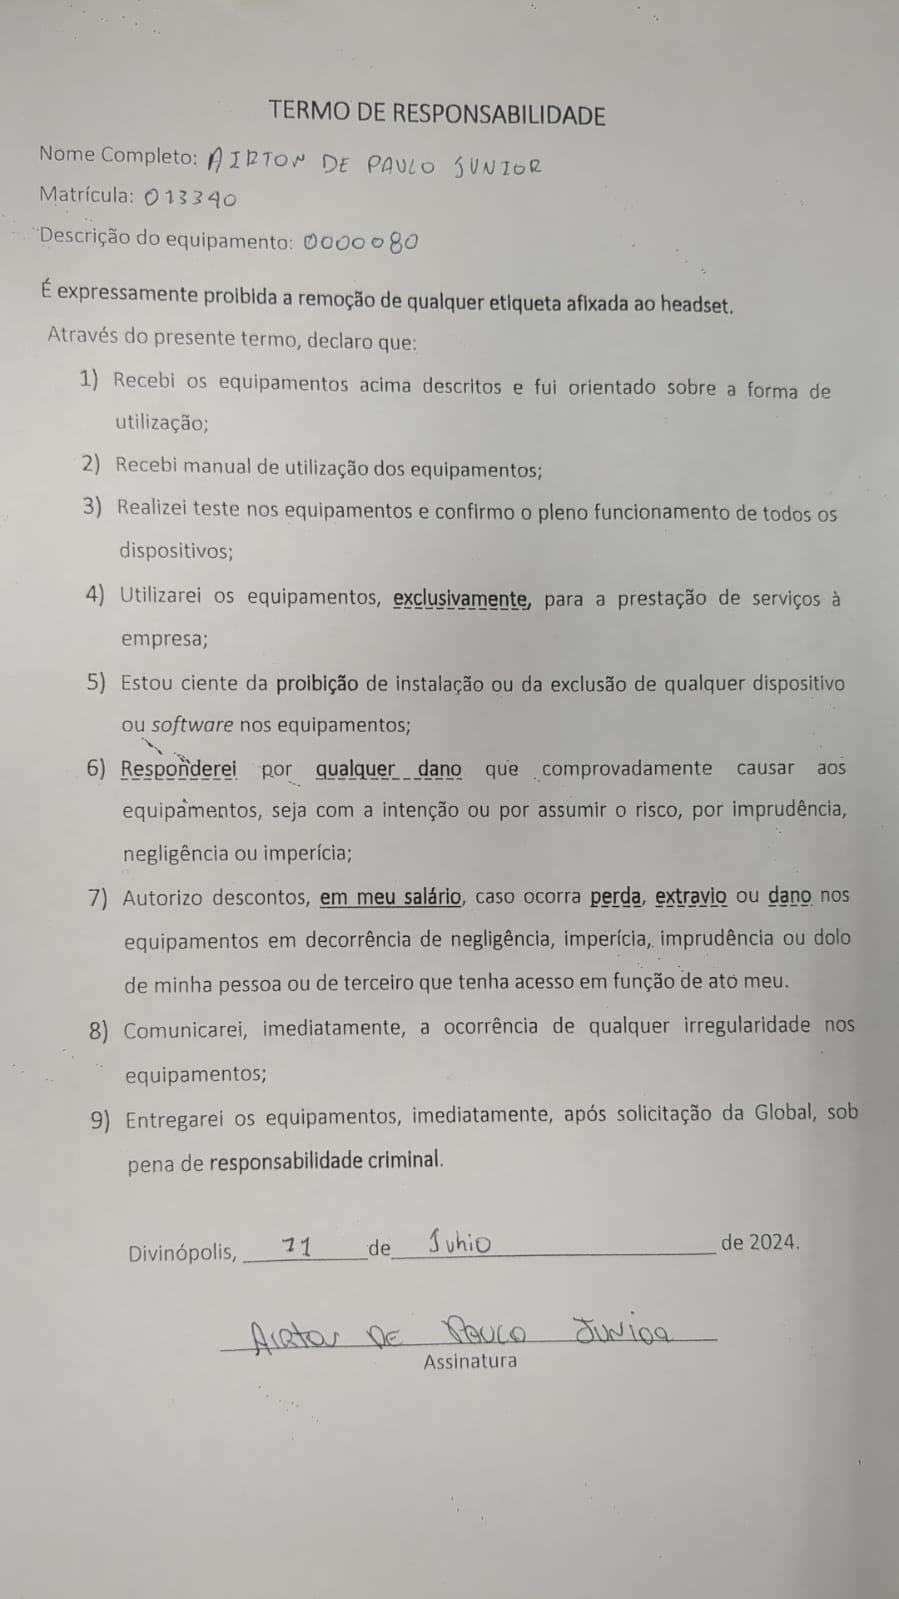 TERMO DE RESPONSABILIDADE
Nome Completo: AIRTON DE PAULO JUNIOR
Matrícula: 013340
Descrição do equipamento: 0000080
É expressamente proibida a remoção de qualquer etiqueta afixada ao headset.
Através do presente termo, declaro que:
1) Recebi os equipamentos acima descritos e fui orientado sobre a forma de
utilização;
2) Recebi manual de utilização dos equipamentos;
3) Realizei teste nos equipamentos e confirmo o pleno funcionamento de todos os
dispositivos;
4) Utilizarei os equipamentos, exclusivamente, para a prestação de serviços à
empresa;
5) Estou ciente da proibição de instalação ou da exclusão de qualquer dispositivo
ou software nos equipamentos;
6) Responderei por qualquer dano que comprovadamente causar aos
equipamentos, seja com a intenção ou por assumir o risco, por imprudência,
negligência ou imperícia;
7) Autorizo descontos, em meu salário, caso ocorra perda, extravio ou dano nos
equipamentos em decorrência de negligência, imperícia, imprudência ou dolo
de minha pessoa ou de terceiro que tenha acesso em função de ato meu.
8) Comunicarei, imediatamente, a ocorrência de qualquer irregularidade nos
equipamentos;
9) Entregarei os equipamentos, imediatamente, após solicitação da Global, sob
pena de responsabilidade criminal.
Divinópolis, de de 2024.
AIRTON DE PAULO JUNIOR
Assinatura